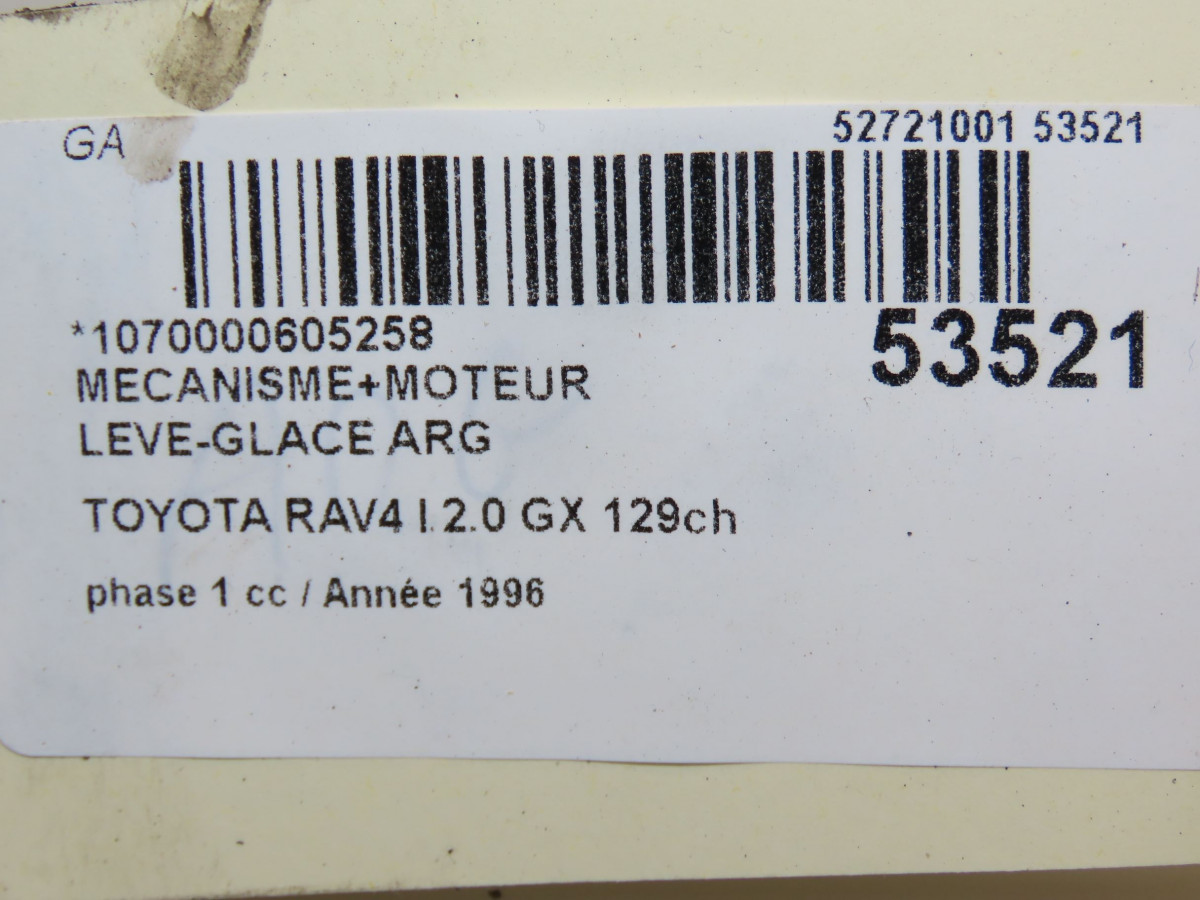 GA
52721001 53521
*1070000605258
53521
MECANISME+MOTEUR
LEVE-GLACE ARG
TOYOTA RAV4 I 2.0 GX 129ch
phase 1 cc / Année 1996